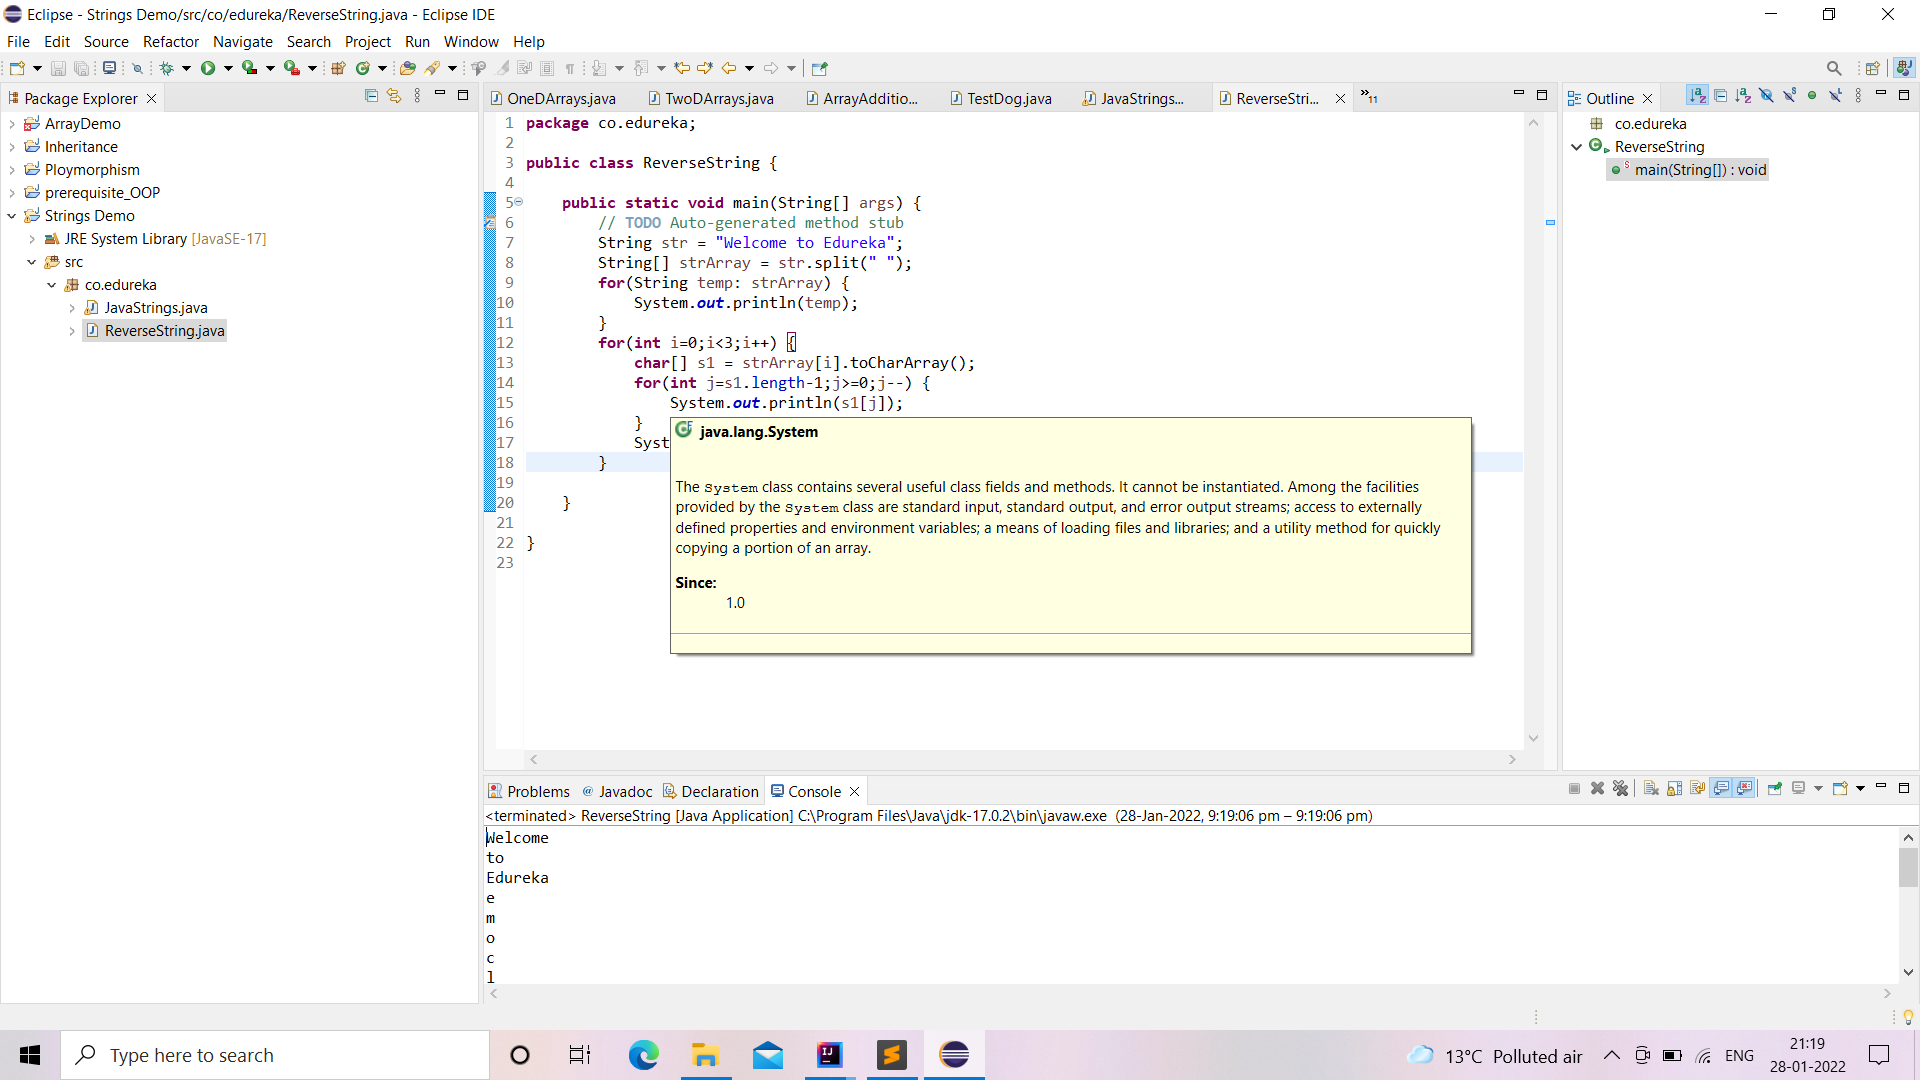 Eclipse - Strings Demo/src/co/edureka/ReverseString.java - Eclipse IDE
File Edit Source Refactor Navigate Search Project Run Window Help
Package Explorer
ArrayDemo
Inheritance
Ploymorphism
prerequisite_OOP
Strings Demo
JRE System Library [JavaSE-17]
src
co.edureka
JavaStrings.java
ReverseString.java
OneDArrays.java TwoDArrays.java ArrayAdditio... TestDog.java JavaStrings... ReverseStri... »11
1 package co.edureka;
2
3 public class ReverseString {
4
5 public static void main(String[] args) {
6 // TODO Auto-generated method stub
7 String str = "Welcome to Edureka";
8 String[] strArray = str.split(" ");
9 for(String temp: strArray) {
10 System.out.println(temp);
11 }
12 for(int i=0;i<3;i++) {
13 char[] s1 = strArray[i].toCharArray();
14 for(int j=s1.length-1;j>=0;j--) {
15 System.out.println(s1[j]);
16 }
17 Syst
18 }
19
20 }
21
22 }
23
java.lang.System
The System class contains several useful class fields and methods. It cannot be instantiated. Among the facilities
provided by the System class are standard input, standard output, and error output streams; access to externally
defined properties and environment variables; a means of loading files and libraries; and a utility method for quickly
copying a portion of an array.
Since:
1.0
Outline
co.edureka
ReverseString
main(String[]) : void
Problems @ Javadoc Declaration Console
<terminated> ReverseString [Java Application] C:\Program Files\Java\jdk-17.0.2\bin\javaw.exe (28-Jan-2022, 9:19:06 pm – 9:19:06 pm)
Welcome
to
Edureka
e
m
o
c
l
Type here to search
13°C Polluted air
ENG
21:19
28-01-2022